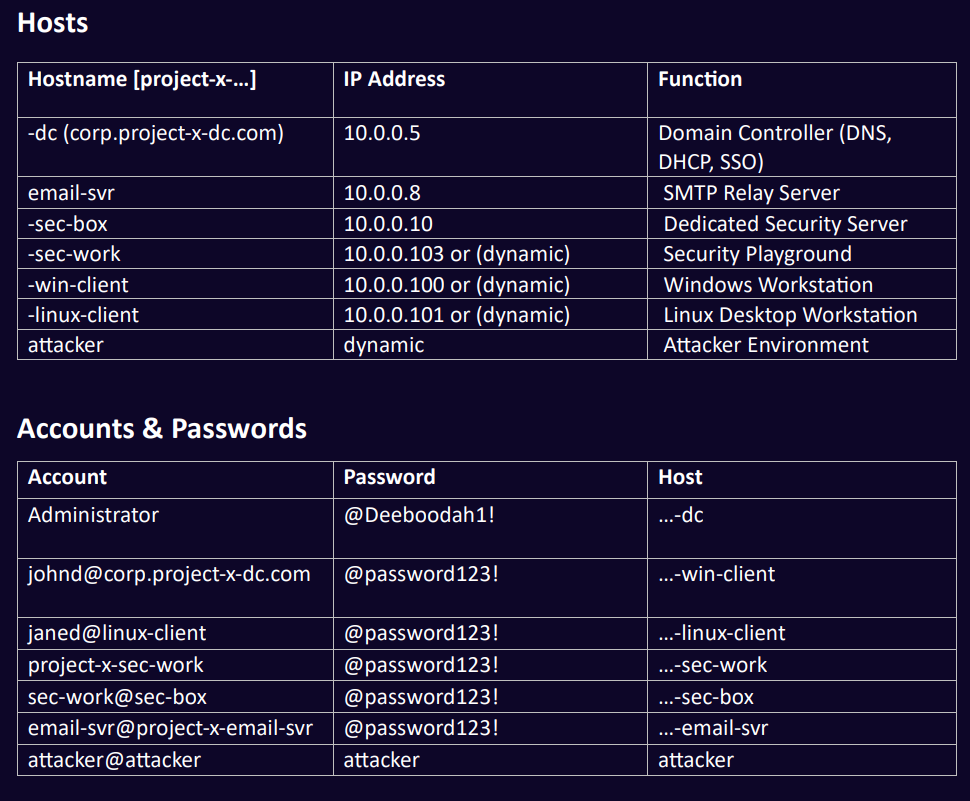 Hosts
Hostname [project-x-...] IP Address Function
-dc (corp.project-x-dc.com) 10.0.0.5 Domain Controller (DNS,
DHCP, SSO)
email-svr 10.0.0.8 SMTP Relay Server
-sec-box 10.0.0.10 Dedicated Security Server
-sec-work 10.0.0.103 or (dynamic) Security Playground
-win-client 10.0.0.100 or (dynamic) Windows Workstation
-linux-client 10.0.0.101 or (dynamic) Linux Desktop Workstation
attacker dynamic Attacker Environment
Accounts & Passwords
Account Password Host
Administrator @Deeboodah1! ...-dc
johnd@corp.project-x-dc.com @password123! ...-win-client
janed@linux-client @password123! ...-linux-client
project-x-sec-work @password123! ...-sec-work
sec-work@sec-box @password123! ...-sec-box
email-svr@project-x-email-svr @password123! ...-email-svr
attacker@attacker attacker attacker